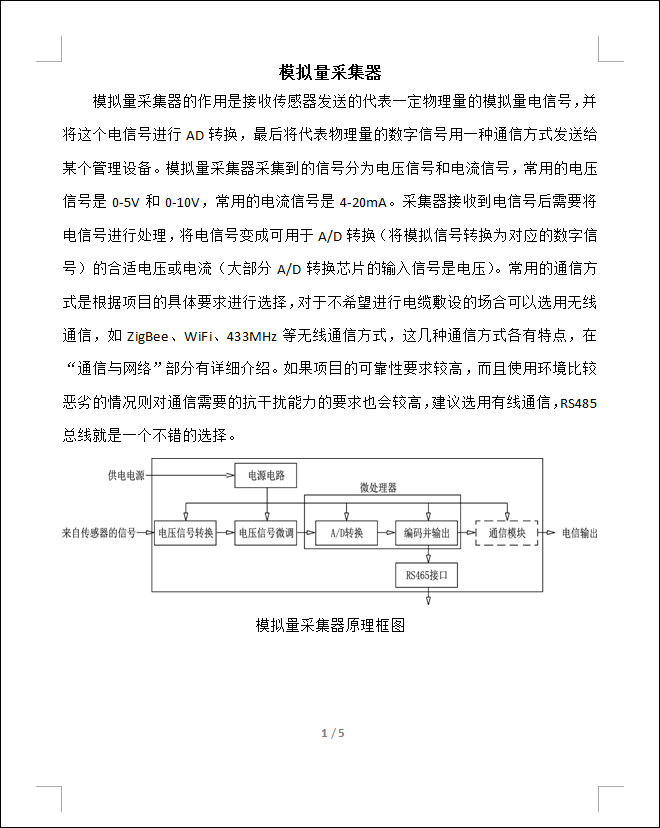 模拟量采集器
模拟量采集器的作用是接收传感器发送的代表一定物理量的模拟量电信号，并
将这个电信号进行 AD 转换，最后将代表物理量的数字信号用一种通信方式发送给
某个管理设备。模拟量采集器采集到的信号分为电压信号和电流信号，常用的电压
信号是 0-5V 和 0-10V，常用的电流信号是 4-20mA。采集器接收到电信号后需要将
电信号进行处理，将电信号变成可用于 A/D 转换（将模拟信号转换为对应的数字信
号）的合适电压或电流（大部分 A/D 转换芯片的输入信号是电压）。常用的通信方
式是根据项目的具体要求进行选择，对于不希望进行电缆敷设的场合可以选用无线
通信，如 ZigBee、WiFi、433MHz 等无线通信方式，这几种通信方式各有特点，在
“通信与网络”部分有详细介绍。如果项目的可靠性要求较高，而且使用环境比较
恶劣的情况则对通信需要的抗干扰能力的要求也会较高，建议选用有线通信，RS485
总线就是一个不错的选择。
供电电源
电源电路
微处理器
来自传感器的信号
电压信号转换
电压信号微调
A/D转换
编码并输出
通信模块
电信输出
RS465接口
模拟量采集器原理框图
1 / 5